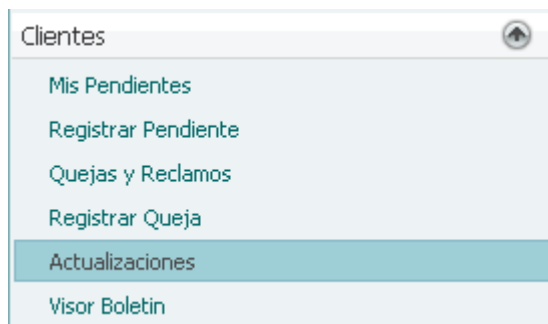 Clientes
Mis Pendientes
Registrar Pendiente
Quejas y Reclamos
Registrar Queja
Actualizaciones
Visor Boletin